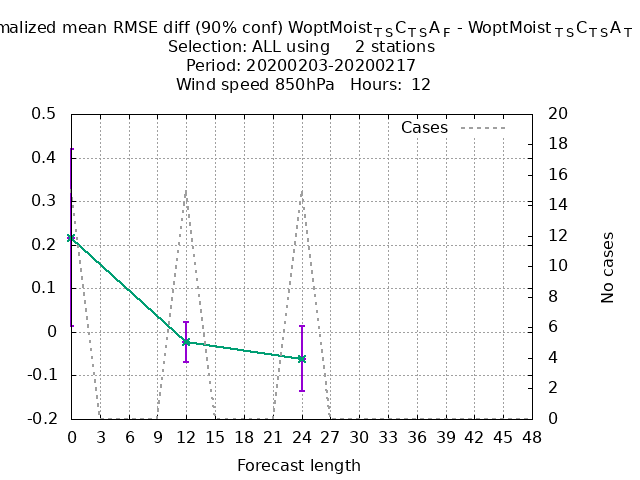 malized mean RMSE diff (90% conf) WoptMoist_TSC_TSA_F - WoptMoist_TSC_TSA_T
Selection: ALL using 2 stations
Period: 20200203-20200217
Wind speed 850hPa Hours: 12
Cases
0.5
0.4
0.3
0.2
0.1
0
-0.1
-0.2
20
18
16
14
12
10
8
6
4
2
0
No cases
0 3 6 9 12 15 18 21 24 27 30 33 36 39 42 45 48
Forecast length